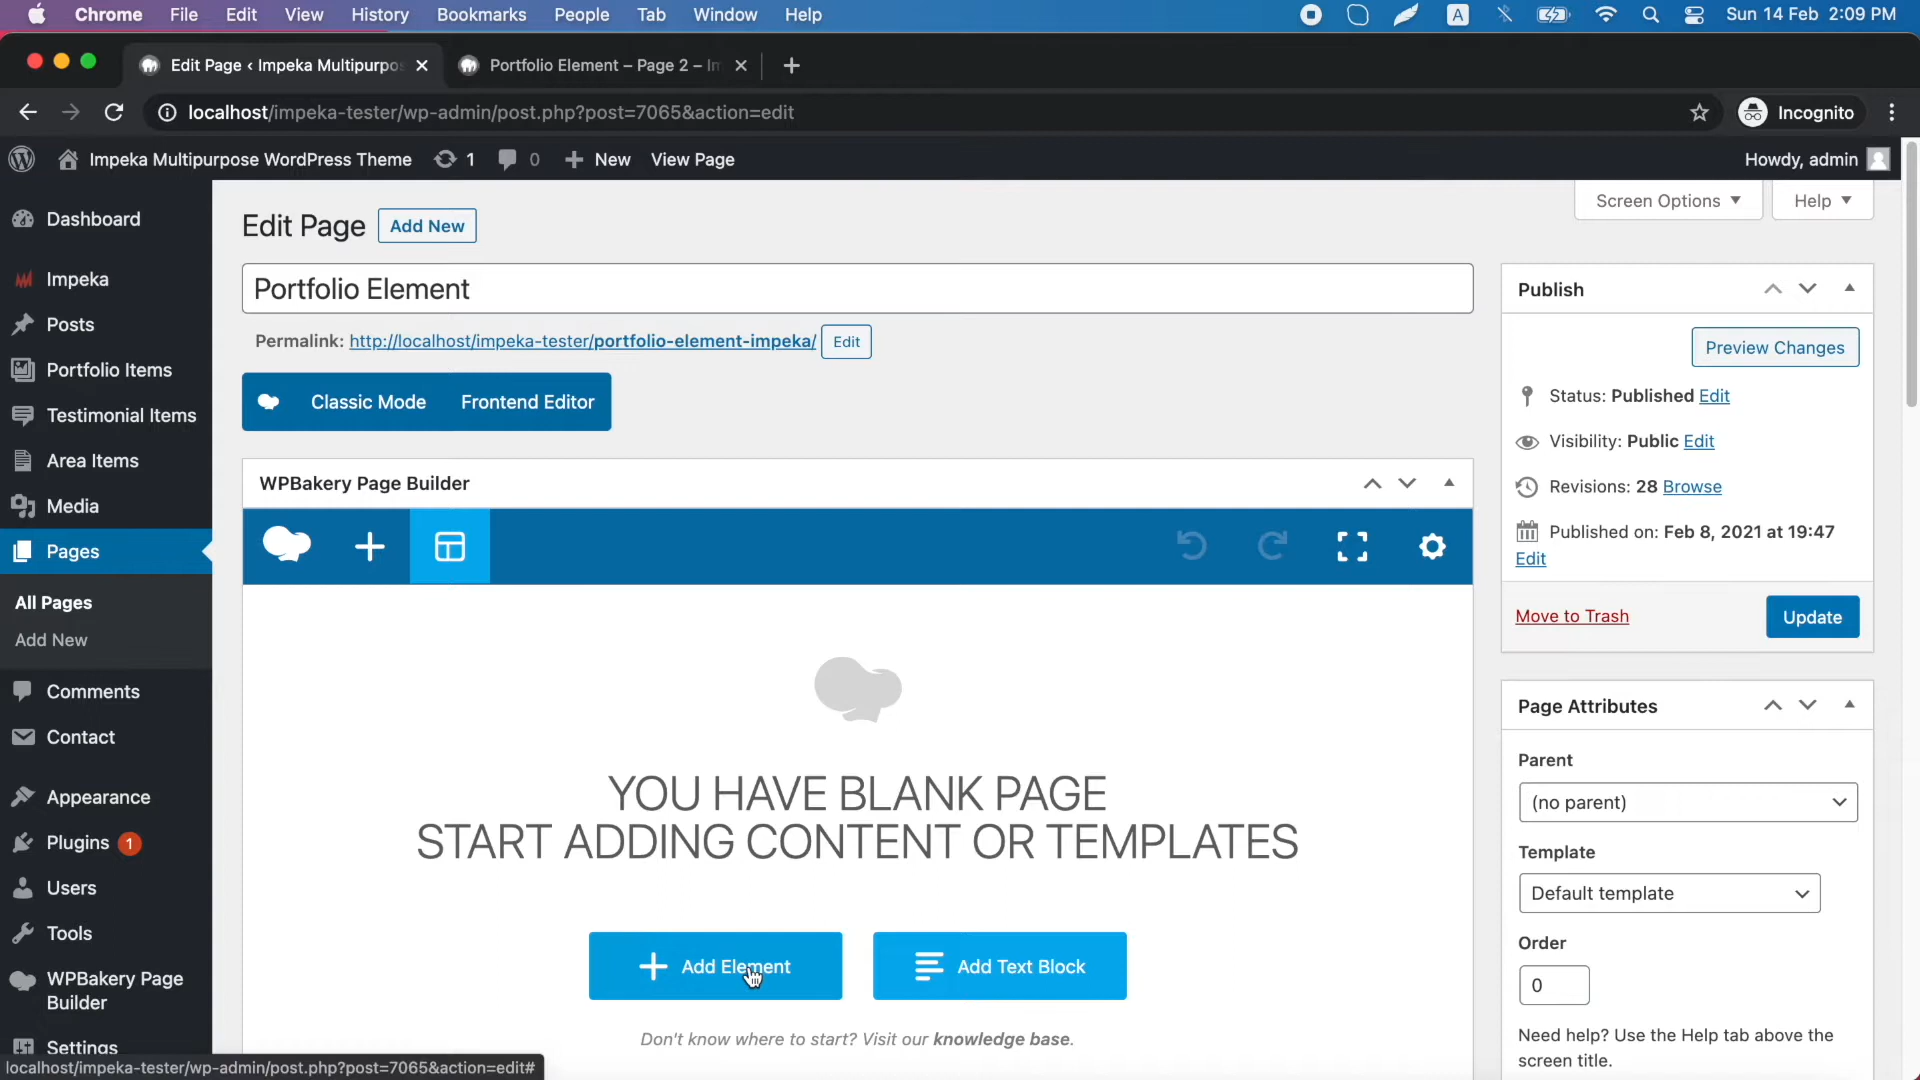 Chrome File Edit View History Bookmarks People Tab Window Help
A Sun 14 Feb 2:09 PM
Edit Page ‹ Impeka Multipurpo
Portfolio Element – Page 2 – Im
localhost/impeka-tester/wp-admin/post.php?post=7065&action=edit
Incognito
Impeka Multipurpose WordPress Theme 1 0 New View Page
Howdy, admin
Dashboard
Impeka
Posts
Portfolio Items
Testimonial Items
Area Items
Media
Pages
All Pages
Add New
Comments
Contact
Appearance
Plugins 1
Users
Tools
WPBakery Page
Builder
Settings
Screen Options
Help
Edit Page
Add New
Portfolio Element
Permalink: http://localhost/impeka-tester/portfolio-element-impeka/ Edit
Classic Mode
Frontend Editor
WPBakery Page Builder
YOU HAVE BLANK PAGE
START ADDING CONTENT OR TEMPLATES
Add Element
Add Text Block
Don't know where to start? Visit our knowledge base.
Publish
Preview Changes
Status: Published Edit
Visibility: Public Edit
Revisions: 28 Browse
Published on: Feb 8, 2021 at 19:47
Edit
Move to Trash
Update
Page Attributes
Parent
(no parent)
Template
Default template
Order
0
Need help? Use the Help tab above the
screen title.
localhost/impeka-tester/wp-admin/post.php?post=7065&action=edit#